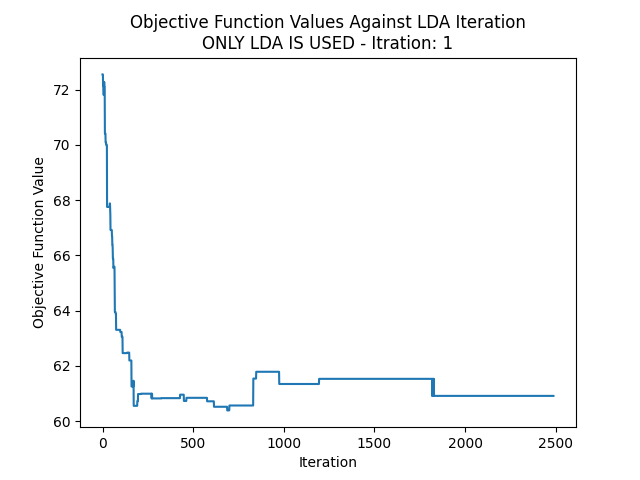 Objective Function Values Against LDA Iteration
ONLY LDA IS USED - Itration: 1
72
70
68
66
64
62
60
Objective Function Value
0 500 1000 1500 2000 2500
Iteration